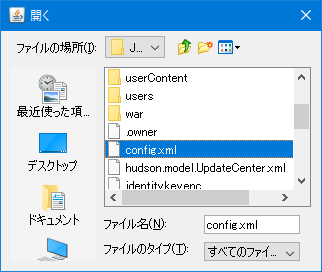 開く
ファイルの場所(I):
J...
userContent
users
war
.owner
config.xml
hudson.model.UpdateCenter.xml
identity.key.enc
最近使った項...
デスクトップ
ドキュメント
ファイル名(N):
config.xml
ファイルのタイプ(T):
すべてのファイ...